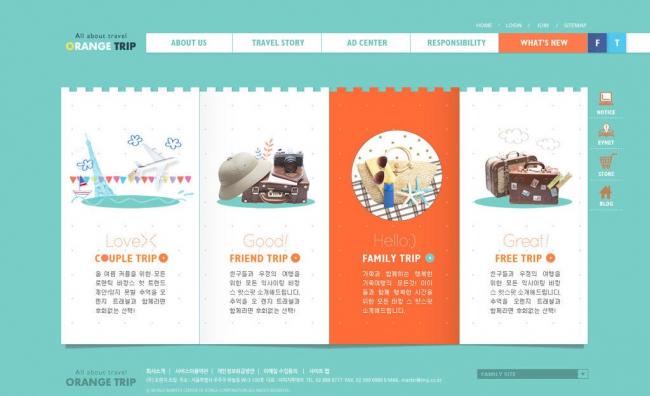 HOME / LOGIN / JOIN / SITEMAP
All about travel
ORANGE TRIP
ABOUT US
TRAVEL STORY
AD CENTER
RESPONSIBILITY
WHAT'S NEW
F
T
NOTICE
EVNET
STORE
BLOG
Love><
COUPLE TRIP
올 여름 커플을 위한 모든
로맨틱 바캉스 핫 트렌드
Good!
FRIEND TRIP
친구들과 우정의 여행을
위한 모든 익사이팅 바캉
스 핫스팟 소개해드립니다.
추억을 오렌지 트래블과
함께라면 후회없는 선택!
Hello;)
FAMILY TRIP
가족과 함께하는 행복한
가족여행의 모든것! 아이
들과 함께 행복한 시간을
위한 모든 바캉스 핫스팟
소개해드립니다.
Great!
FREE TRIP
친구들과 우정의 여행을
위한 모든 익사이팅 바캉
스 핫스팟 소개해드립니다.
추억을 오렌지 트래블과
함께라면 후회없는 선택!
All about travel
ORANGE TRIP
회사소개 | 서비스이용약관 | 개인정보취급방침 | 이메일 수집동의 | 사이트 맵
FAMILY SITE